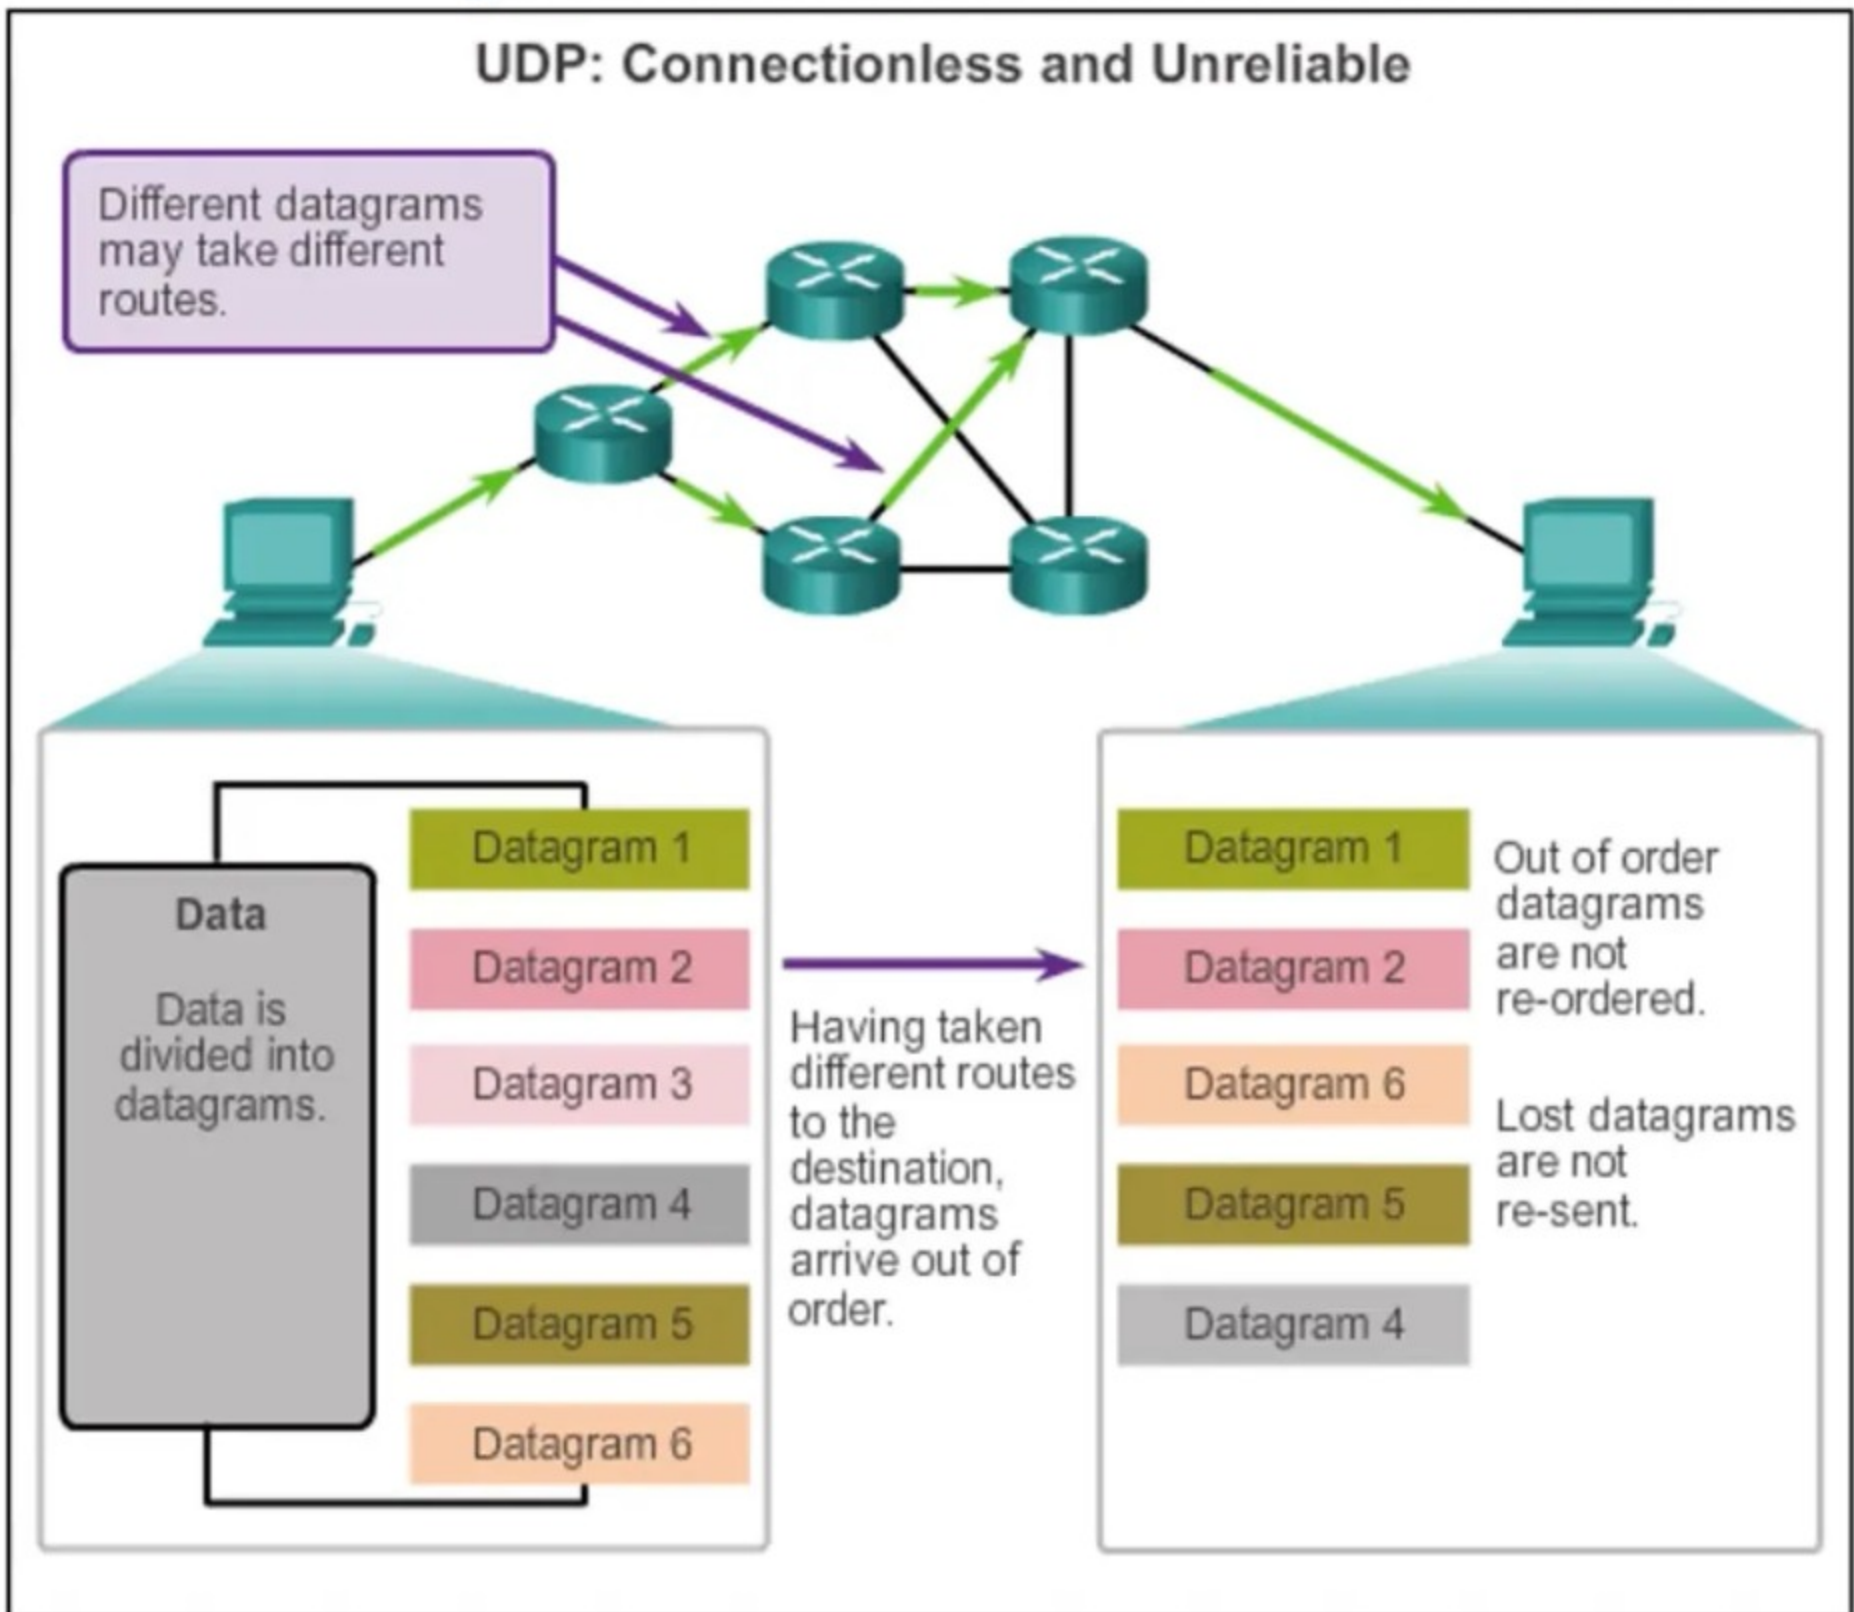 UDP: Connectionless and Unreliable
Different datagrams
may take different
routes.
Data
Data is
divided into
datagrams.
Datagram 1
Datagram 2
Datagram 3
Datagram 4
Datagram 5
Datagram 6
Having taken
different routes
to the
destination,
datagrams
arrive out of
order.
Datagram 1
Datagram 2
Datagram 6
Datagram 5
Datagram 4
Out of order
datagrams
are not
re-ordered.
Lost datagrams
are not
re-sent.